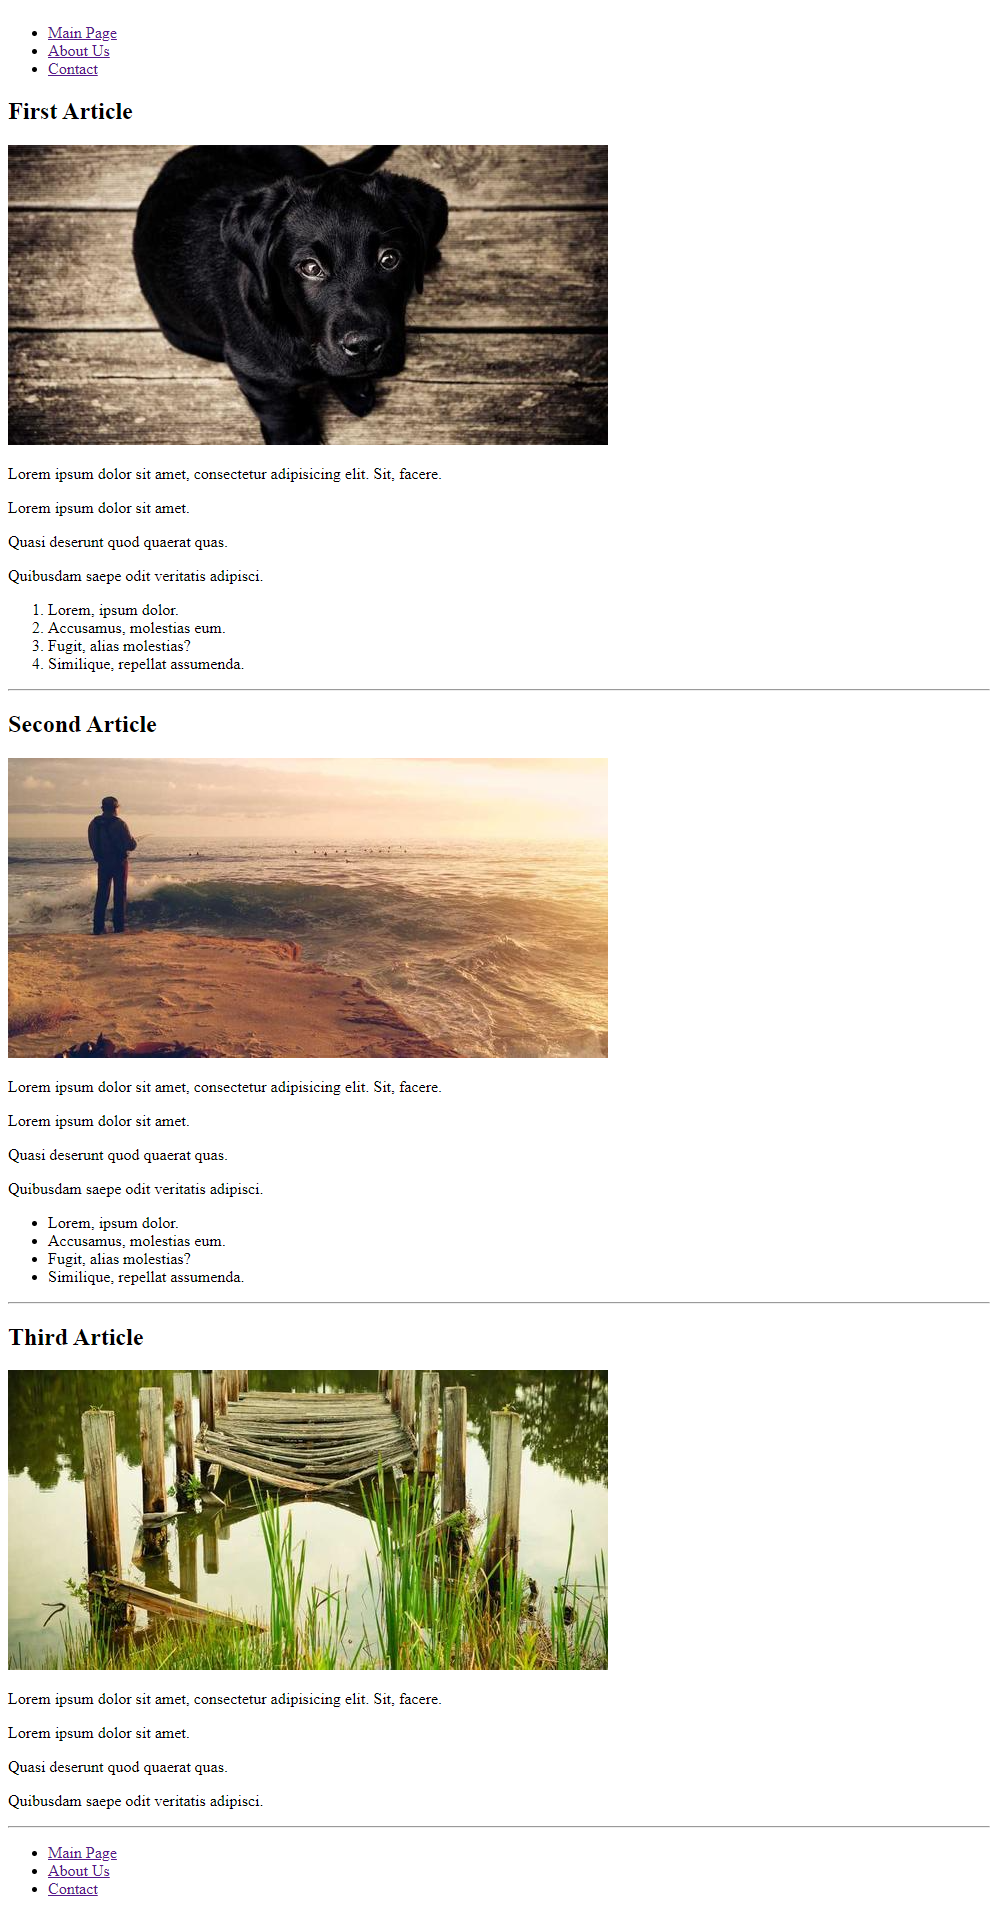 Main Page
About Us
Contact
First Article
Lorem ipsum dolor sit amet, consectetur adipisicing elit. Sit, facere.
Lorem ipsum dolor sit amet.
Quasi deserunt quod quaerat quas.
Quibusdam saepe odit veritatis adipisci.
1. Lorem, ipsum dolor.
2. Accusamus, molestias eum.
3. Fugit, alias molestias?
4. Similique, repellat assumenda.
Second Article
Lorem ipsum dolor sit amet, consectetur adipisicing elit. Sit, facere.
Lorem ipsum dolor sit amet.
Quasi deserunt quod quaerat quas.
Quibusdam saepe odit veritatis adipisci.
Lorem, ipsum dolor.
Accusamus, molestias eum.
Fugit, alias molestias?
Similique, repellat assumenda.
Third Article
Lorem ipsum dolor sit amet, consectetur adipisicing elit. Sit, facere.
Lorem ipsum dolor sit amet.
Quasi deserunt quod quaerat quas.
Quibusdam saepe odit veritatis adipisci.
Main Page
About Us
Contact